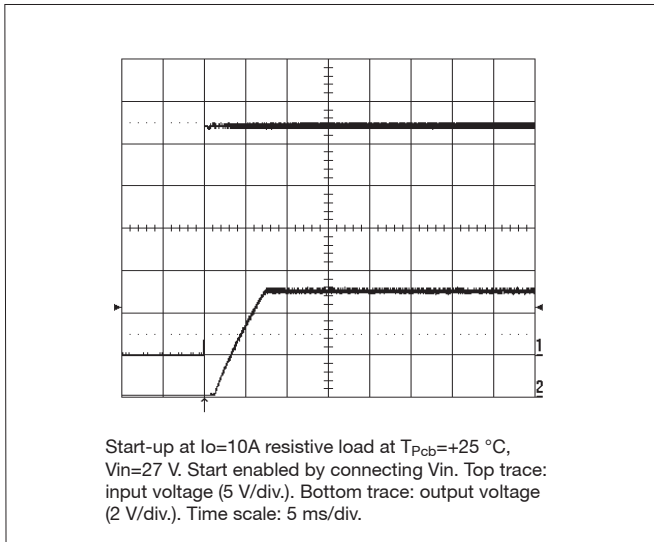 1
2
Start-up at Io=10A resistive load at TPcb=+25 °C,
Vin=27 V. Start enabled by connecting Vin. Top trace:
input voltage (5 V/div.). Bottom trace: output voltage
(2 V/div.). Time scale: 5 ms/div.